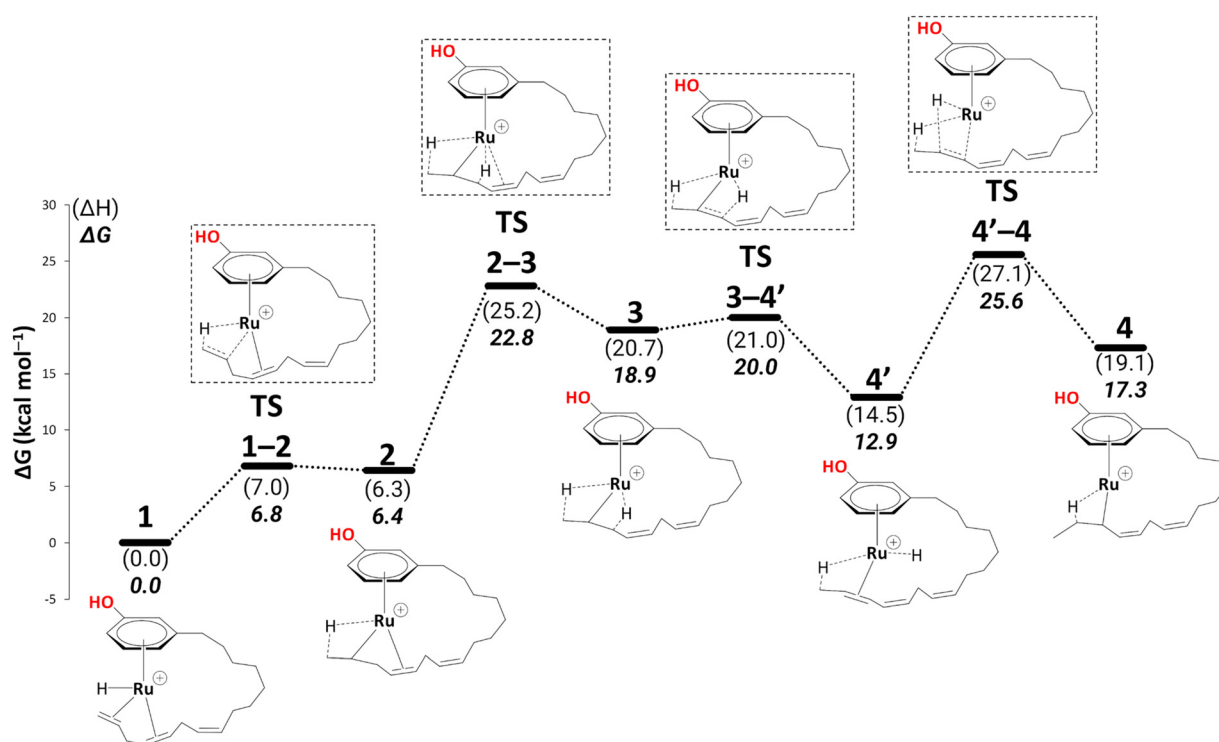 HO
Ru
+
H
H
TS
2–3
(25.2)
22.8
HO
Ru
+
H
H
TS
3–4’
(21.0)
20.0
HO
H
Ru
+
H
TS
4’–4
(27.1)
25.6
ΔG (kcal mol⁻¹)
30
25
20
15
10
5
0
-5
(ΔH)
ΔG
HO
Ru
+
H
TS
1–2
(7.0)
6.8
1
(0.0)
0.0
HO
H
Ru
+
2
(6.3)
6.4
HO
Ru
+
H
3
(20.7)
18.9
HO
Ru
+
H
H
4’
(14.5)
12.9
HO
Ru
+
H
H
4
(19.1)
17.3
HO
Ru
+
H